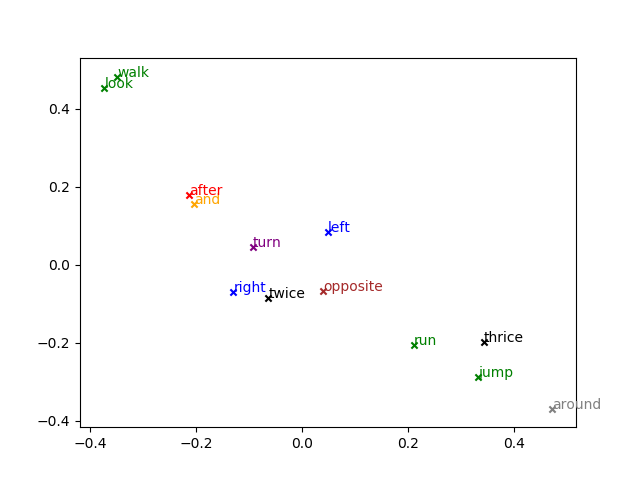 walk
look
0.4
after
0.2
and
left
turn
0.0
right
twice
opposite
run
thrice
−0.2
jump
around
−0.4
−0.4
−0.2
0.0
0.2
0.4